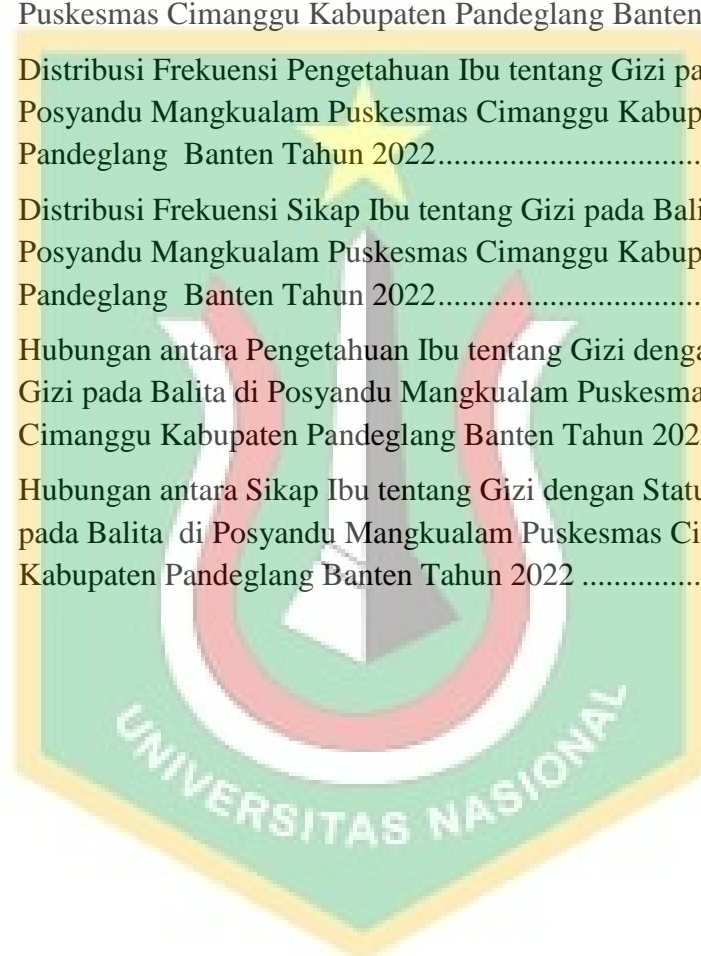 Puskesmas Cimanggu Kabupaten Pandeglang Banten
Distribusi Frekuensi Pengetahuan Ibu tentang Gizi pa
Posyandu Mangkualam Puskesmas Cimanggu Kabup
Pandeglang  Banten Tahun 2022..............................
Distribusi Frekuensi Sikap Ibu tentang Gizi pada Bali
Posyandu Mangkualam Puskesmas Cimanggu Kabup
Pandeglang  Banten Tahun 2022..............................
Hubungan antara Pengetahuan Ibu tentang Gizi denga
Gizi pada Balita di Posyandu Mangkualam Puskesma
Cimanggu Kabupaten Pandeglang Banten Tahun 202
Hubungan antara Sikap Ibu tentang Gizi dengan Statu
pada Balita  di Posyandu Mangkualam Puskesmas Ci
Kabupaten Pandeglang Banten Tahun 2022 ...............
UNIVERSITAS NASIONAL